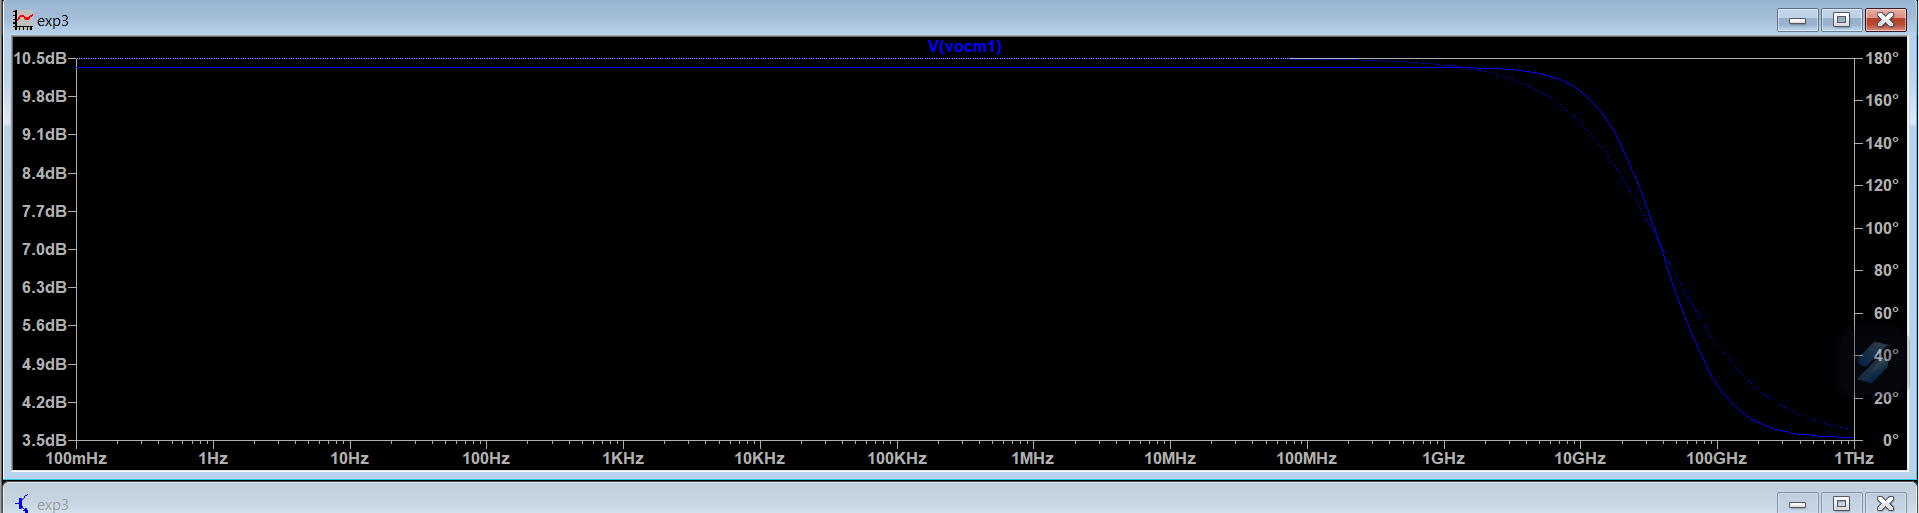 exp3
V(vocm1)
10.5dB 180°
9.8dB 160°
9.1dB 140°
8.4dB 120°
7.7dB 100°
7.0dB 80°
6.3dB 60°
5.6dB 40°
4.9dB 20°
4.2dB 0°
3.5dB
100mHz 1Hz 10Hz 100Hz 1KHz 10KHz 100KHz 1MHz 10MHz 100MHz 1GHz 10GHz 100GHz 1THz
exp3